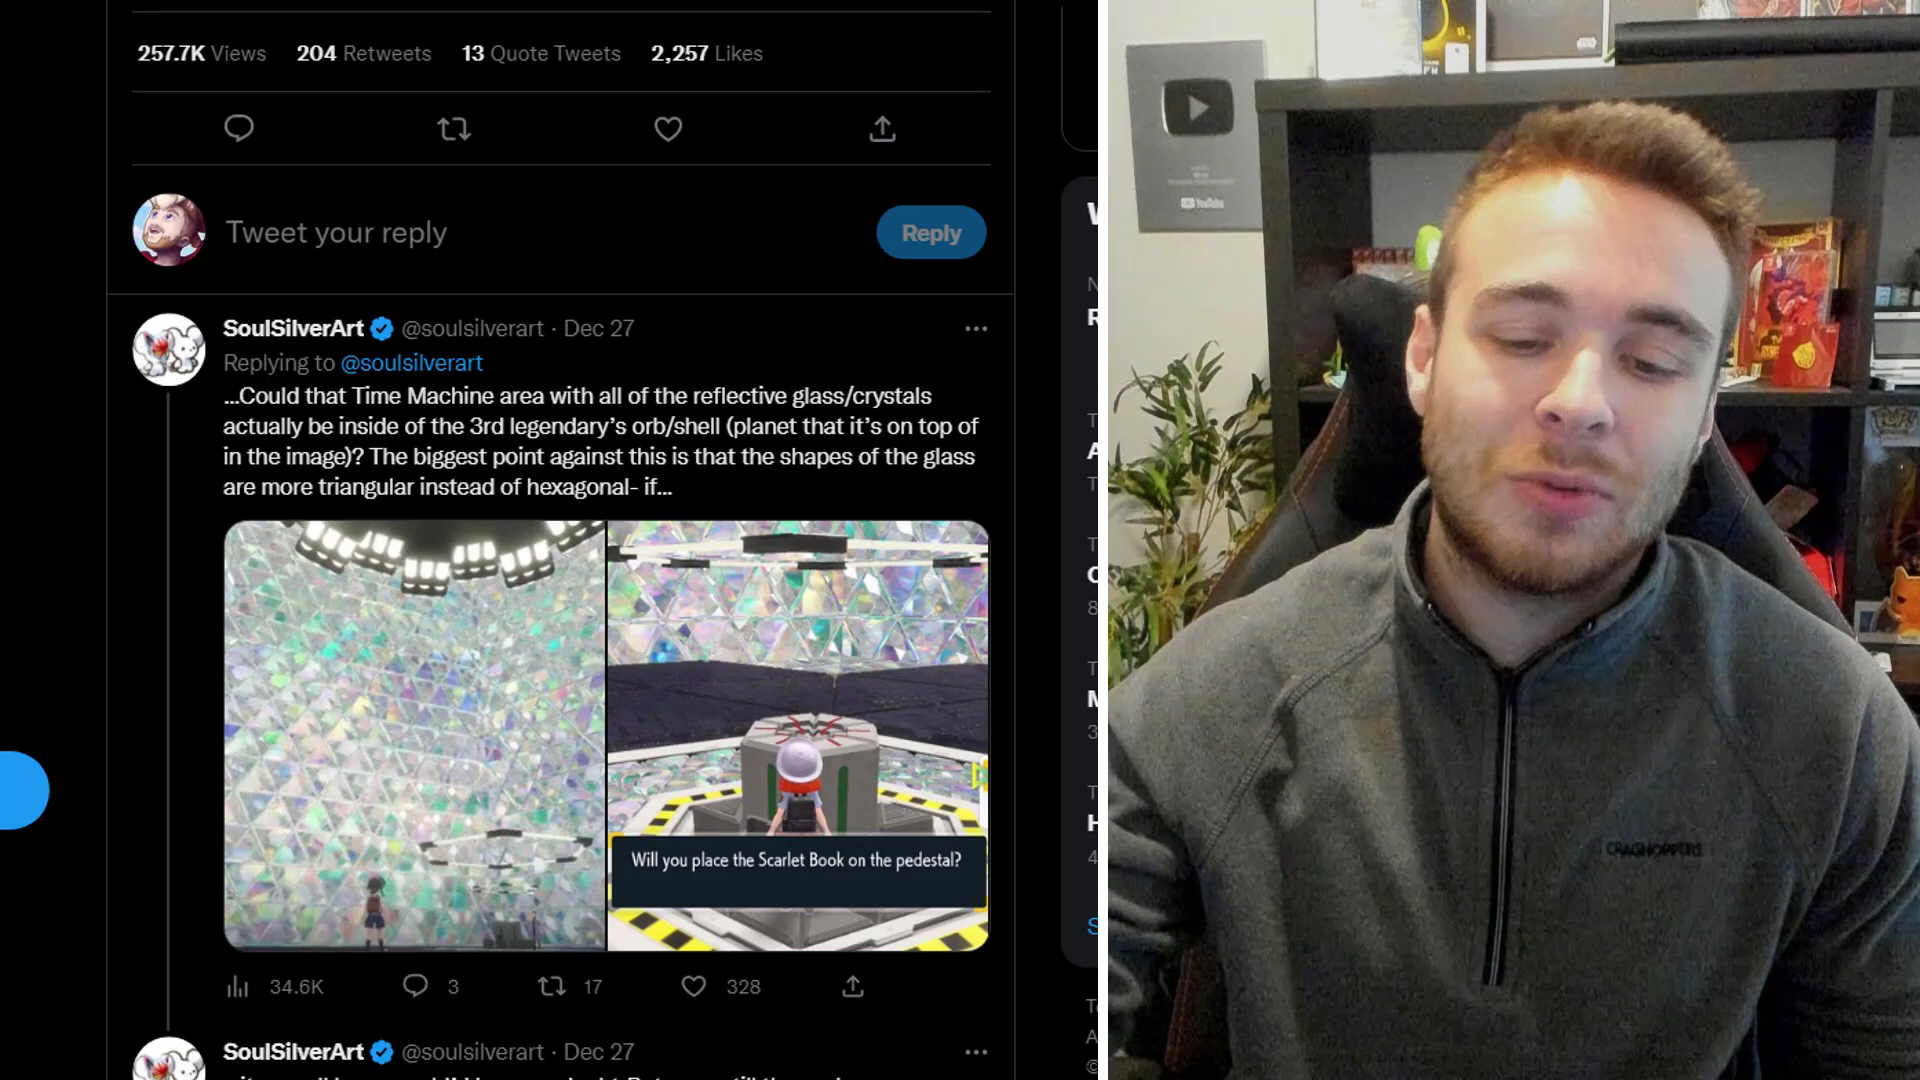 257.7K Views 204 Retweets 13 Quote Tweets 2,257 Likes
Tweet your reply
Reply
SoulSilverArt @soulsilverart · Dec 27
Replying to @soulsilverart
...Could that Time Machine area with all of the reflective glass/crystals
actually be inside of the 3rd legendary's orb/shell (planet that it's on top of
in the image)? The biggest point against this is that the shapes of the glass
are more triangular instead of hexagonal- if...
Will you place the Scarlet Book on the pedestal?
34.6K 3 17 328
SoulSilverArt @soulsilverart · Dec 27
YouTube
CRAGHOPPERS